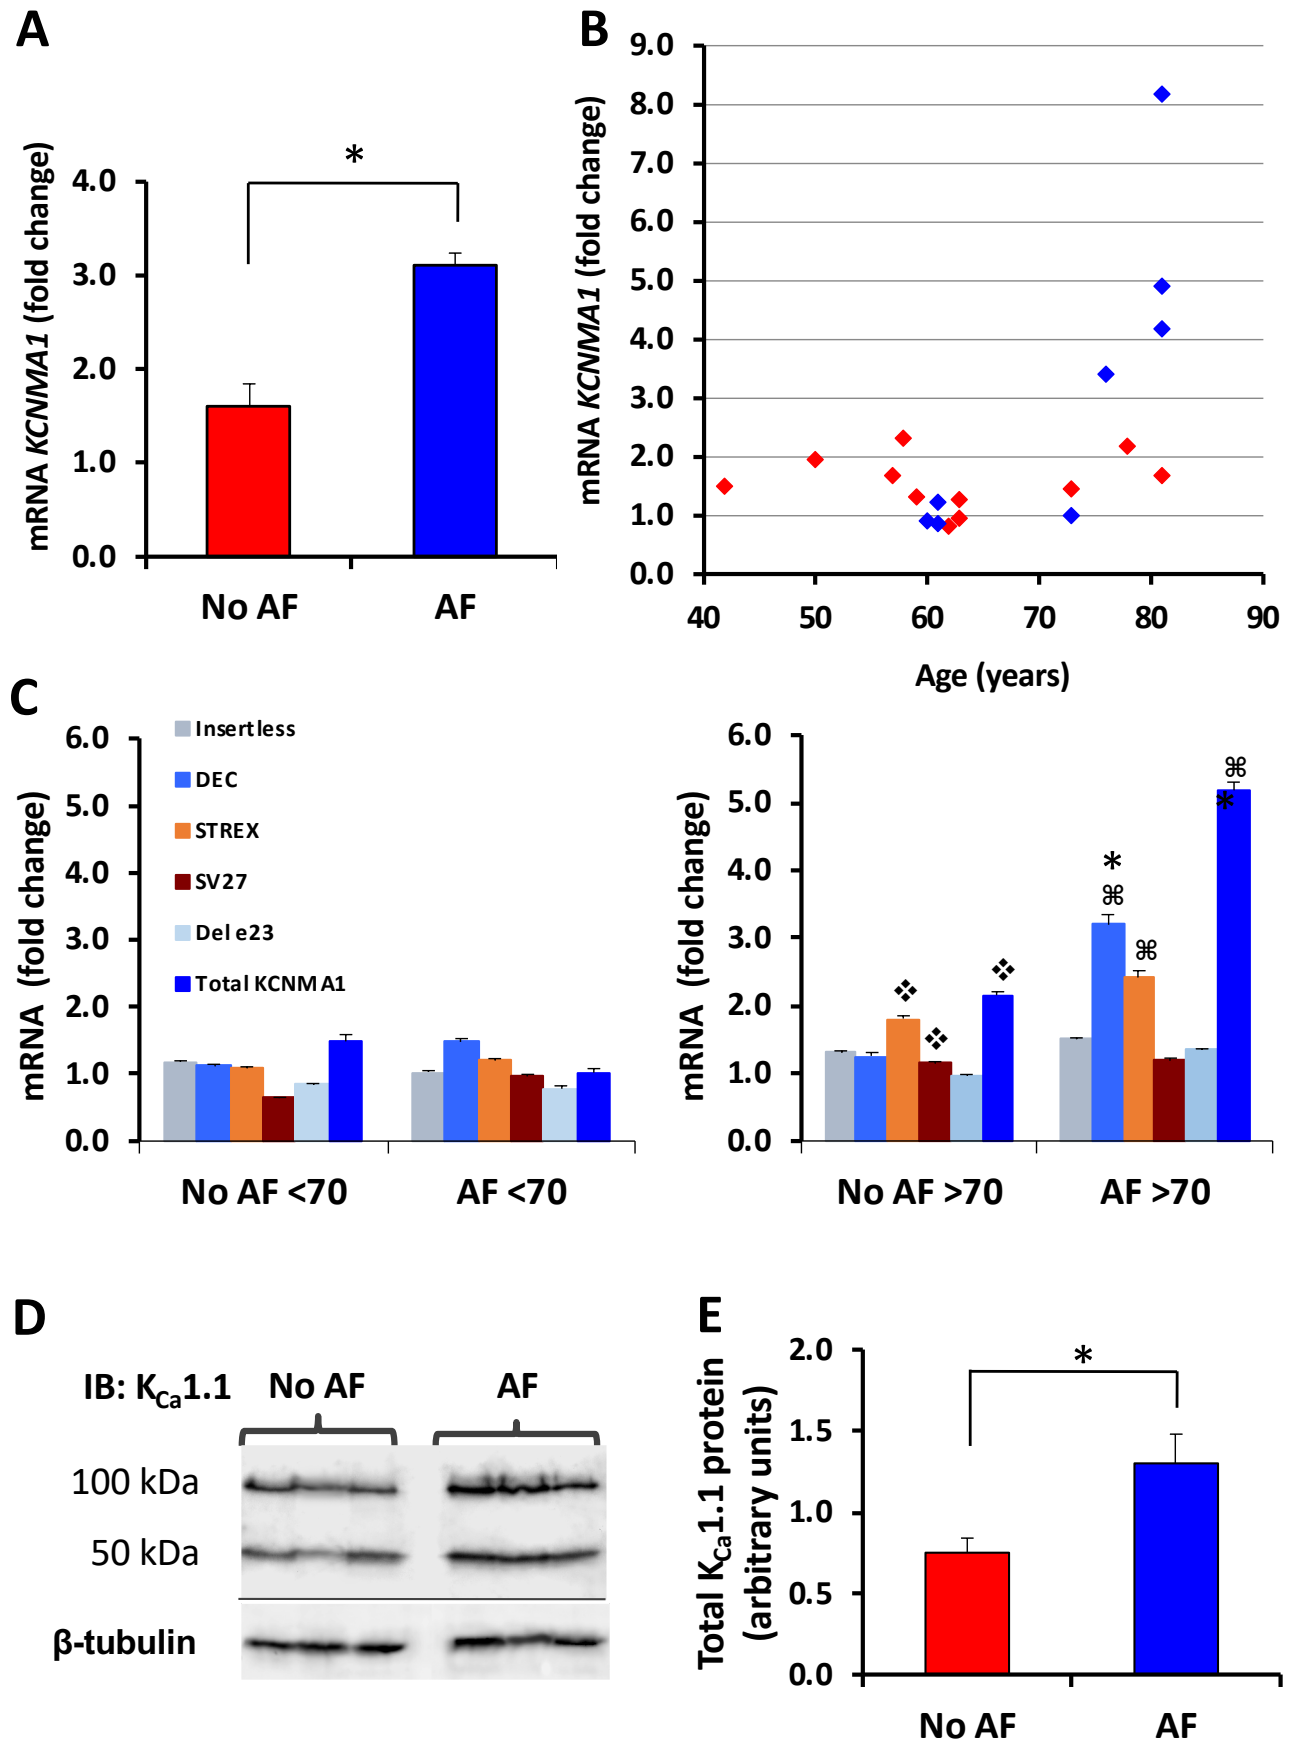 A
mRNA KCNMA1 (fold change)
4.0
3.0
2.0
1.0
0.0
*
No AF
AF
B
mRNA KCNMA1 (fold change)
9.0
8.0
7.0
6.0
5.0
4.0
3.0
2.0
1.0
0.0
40 50 60 70 80 90
Age (years)
C
mRNA (fold change)
6.0
5.0
4.0
3.0
2.0
1.0
0.0
Insertless
DEC
STREX
SV27
Del e23
Total KCNMA1
No AF <70
AF <70
mRNA (fold change)
6.0
5.0
4.0
3.0
2.0
1.0
0.0
❖
❖
❖
*
⌘
⌘
⌘
*
No AF >70
AF >70
D
IB: KCa1.1
No AF
AF
100 kDa
50 kDa
β-tubulin
E
Total KCa1.1 protein
(arbitrary units)
2.0
1.5
1.0
0.5
0.0
*
No AF
AF